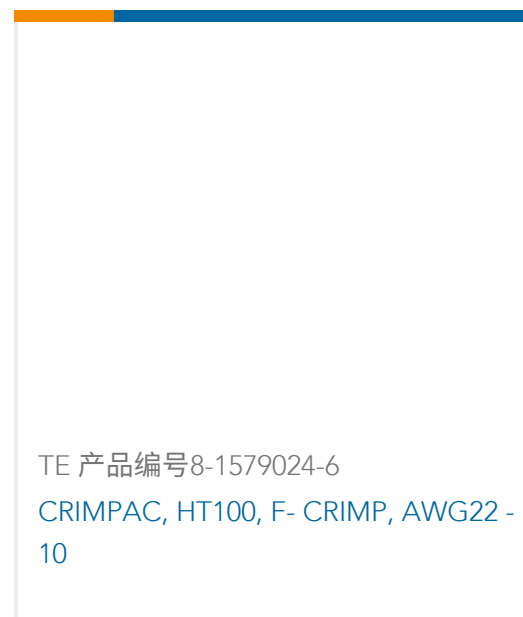 TE 产品编号8-1579024-6
CRIMPAC, HT100, F- CRIMP, AWG22 -
10